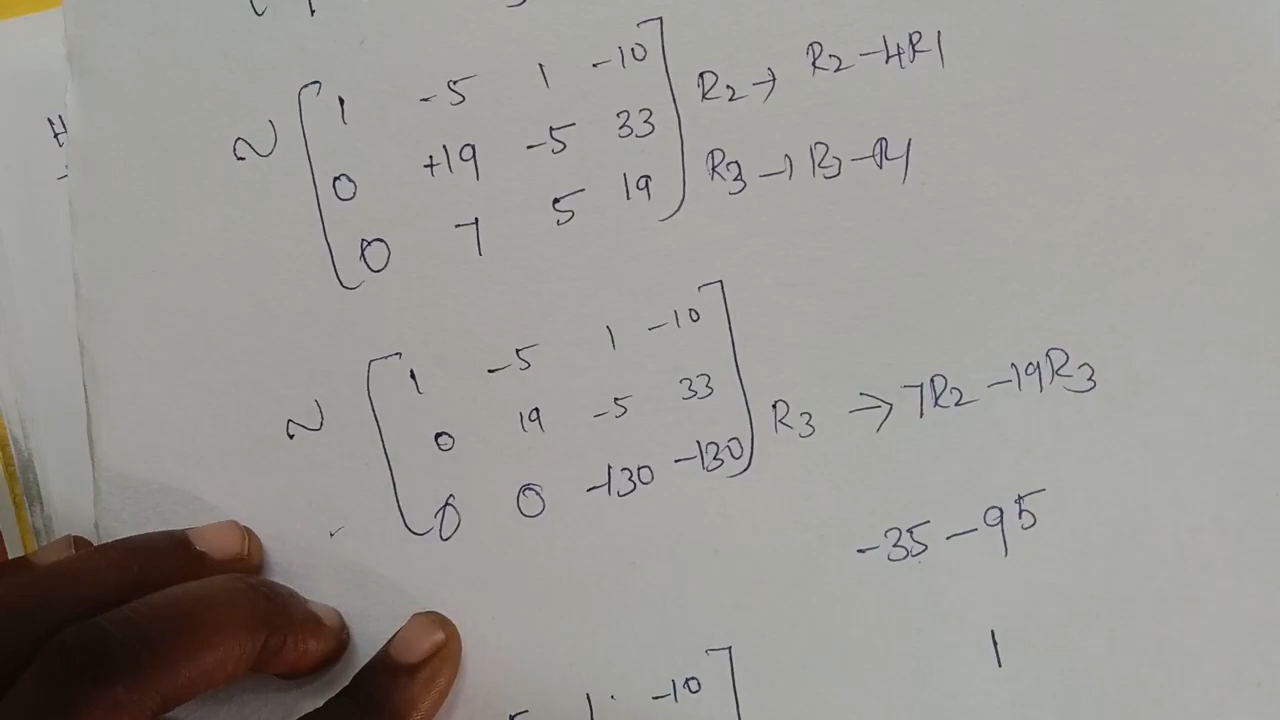 1 -5 1 -10
~ 0 +19 -5 33 R2 → R2 -4R1
0 7 5 19 R3 → R3 -R1
1 -5 1 -10
~ 0 19 -5 33
0 0 -130 -130 R3 → 7R2 -19R3
-35 -95
1
1 -10